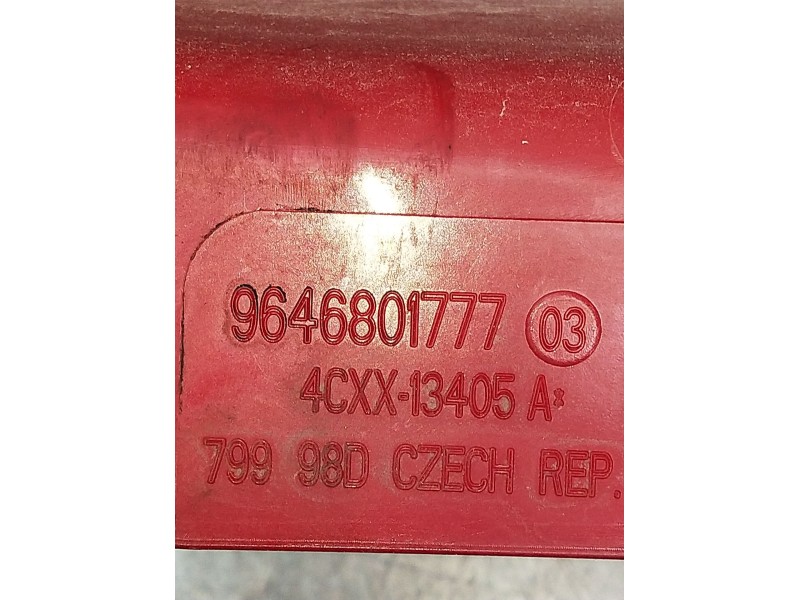 9646801777 03
4CXX-13405 A*
799 98D CZECH REP.